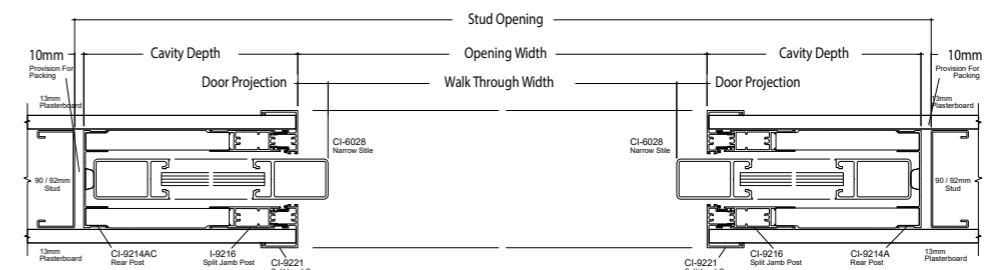 Stud Opening
10mm
Cavity Depth
Opening Width
Cavity Depth
10mm
Provision For
Packing
Door Projection
Walk Through Width
Door Projection
Provision For
Packing
13mm
Plasterboard
13mm
Plasterboard
CI-6028
Narrow Stile
CI-6028
Narrow Stile
90 / 92mm
Stud
90 / 92mm
Stud
13mm
Plasterboard
CI-9214AC
Rear Post
I-9216
Split Jamb Post
CI-9221
CI-9221
CI-9216
Split Jamb Post
CI-9214A
Rear Post
13mm
Plasterboard